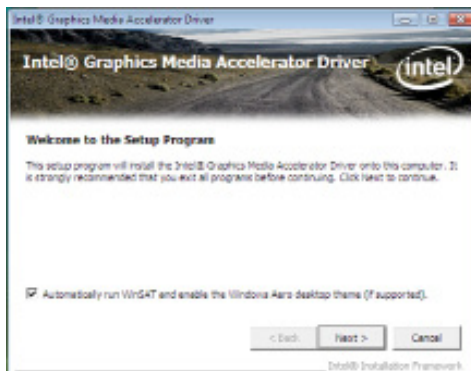 Intel® Graphics Media Accelerator Driver
Intel® Graphics Media Accelerator Driver
intel
Welcome to the Setup Program
This setup program will install the Intel® Graphics Media Accelerator Driver onto this computer. It
is strongly recommended that you exit all programs before continuing. Click Next to continue.
Automatically run WinSAT and enable the Windows Aero desktop theme (if supported).
< Back Next > Cancel
Intel® Installation Framework